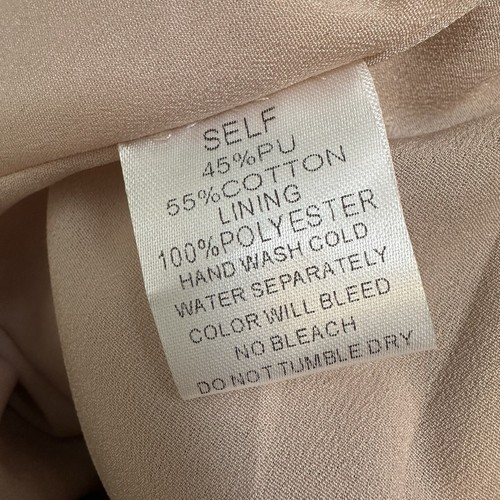 SELF
45%PU
55%COTTON
LINING
100%POLYESTER
HAND WASH COLD
WATER SEPARATELY
COLOR WILL BLEED
NO BLEACH
DO NOT TUMBLE DRY